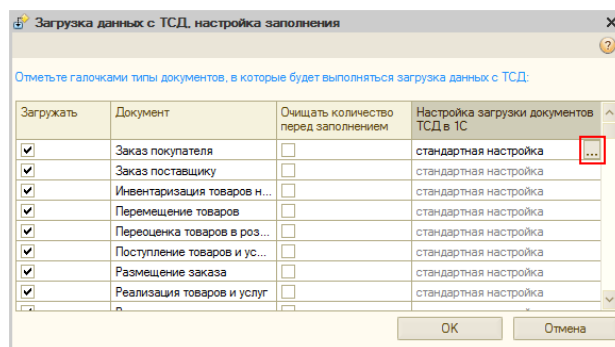 Загрузка данных с ТСД, настройка заполнения
Отметьте галочками типы документов, в которые будет выполняться загрузка данных с ТСД:
Загружать Документ Очищать количество перед заполнением Настройка загрузки документов ТСД в 1С
Заказ покупателя стандартная настройка ...
Заказ поставщику стандартная настройка
Инвентаризация товаров н... стандартная настройка
Перемещение товаров стандартная настройка
Переоценка товаров в роз... стандартная настройка
Поступление товаров и ус... стандартная настройка
Размещение заказа стандартная настройка
Реализация товаров и услуг стандартная настройка
OK Отмена